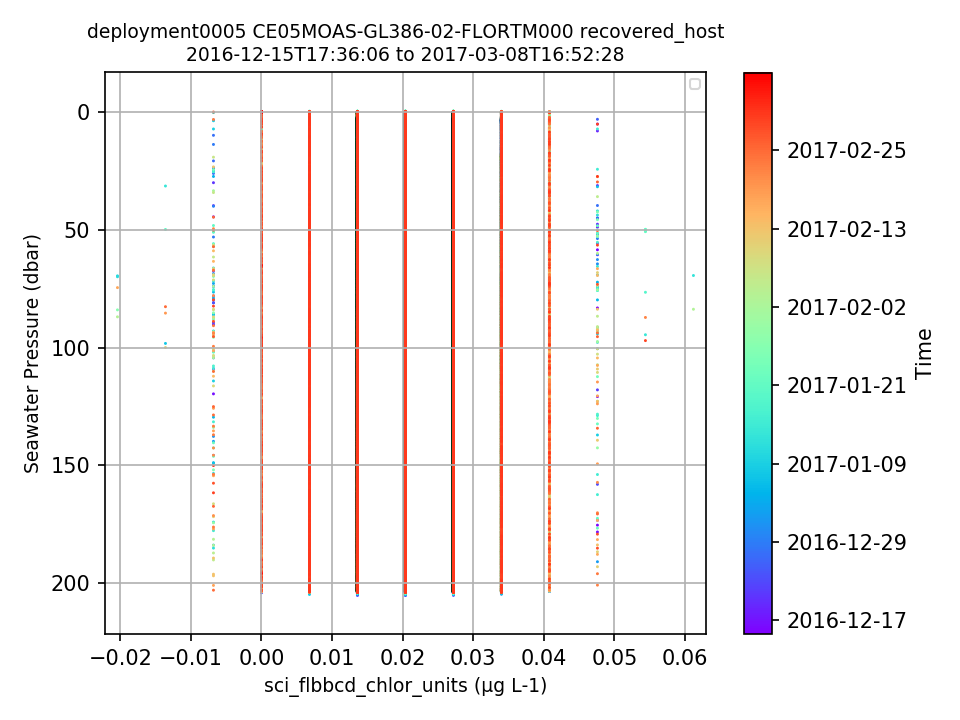 deployment0005 CE05MOAS-GL386-02-FLORTM000 recovered_host
2016-12-15T17:36:06 to 2017-03-08T16:52:28
0
50
100
150
200
Seawater Pressure (dbar)
−0.02 −0.01 0.00 0.01 0.02 0.03 0.04 0.05 0.06
sci_flbbcd_chlor_units (µg L-1)
2017-02-25
2017-02-13
2017-02-02
2017-01-21
2017-01-09
2016-12-29
2016-12-17
Time